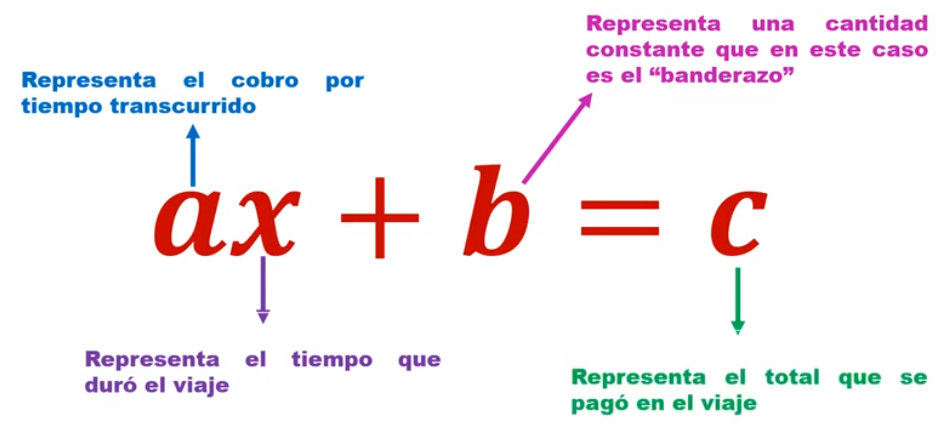 Representa una cantidad
constante que en este caso
es el “banderazo”
Representa el cobro por
tiempo transcurrido
ax + b = c
Representa el tiempo que
duró el viaje
Representa el total que se
pagó en el viaje